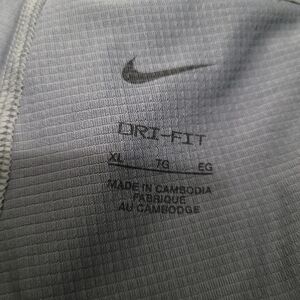 DRI-FIT
XL TG EG
MADE IN CAMBODIA
FABRIQUE
AU CAMBODGE